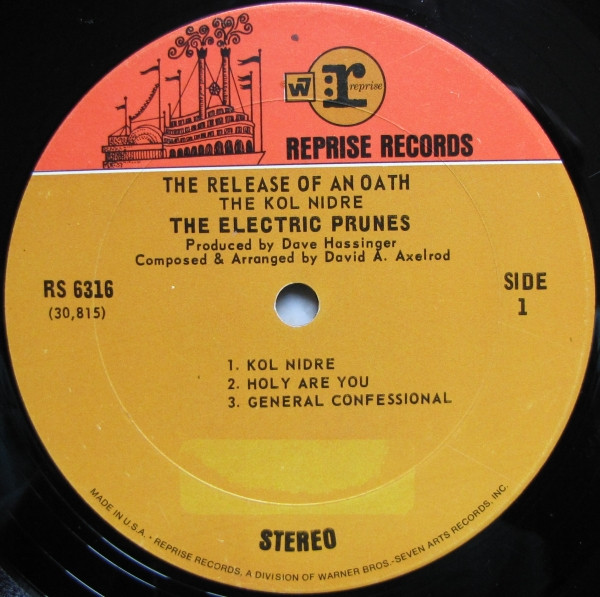 W7 r reprise
REPRISE RECORDS
THE RELEASE OF AN OATH
THE KOL NIDRE
THE ELECTRIC PRUNES
Produced by Dave Hassinger
Composed & Arranged by David A. Axelrod
RS 6316
(30,815)
SIDE
1
1. KOL NIDRE
2. HOLY ARE YOU
3. GENERAL CONFESSIONAL
STEREO
MADE IN U.S.A. • REPRISE RECORDS, A DIVISION OF WARNER BROS.-SEVEN ARTS RECORDS, INC.